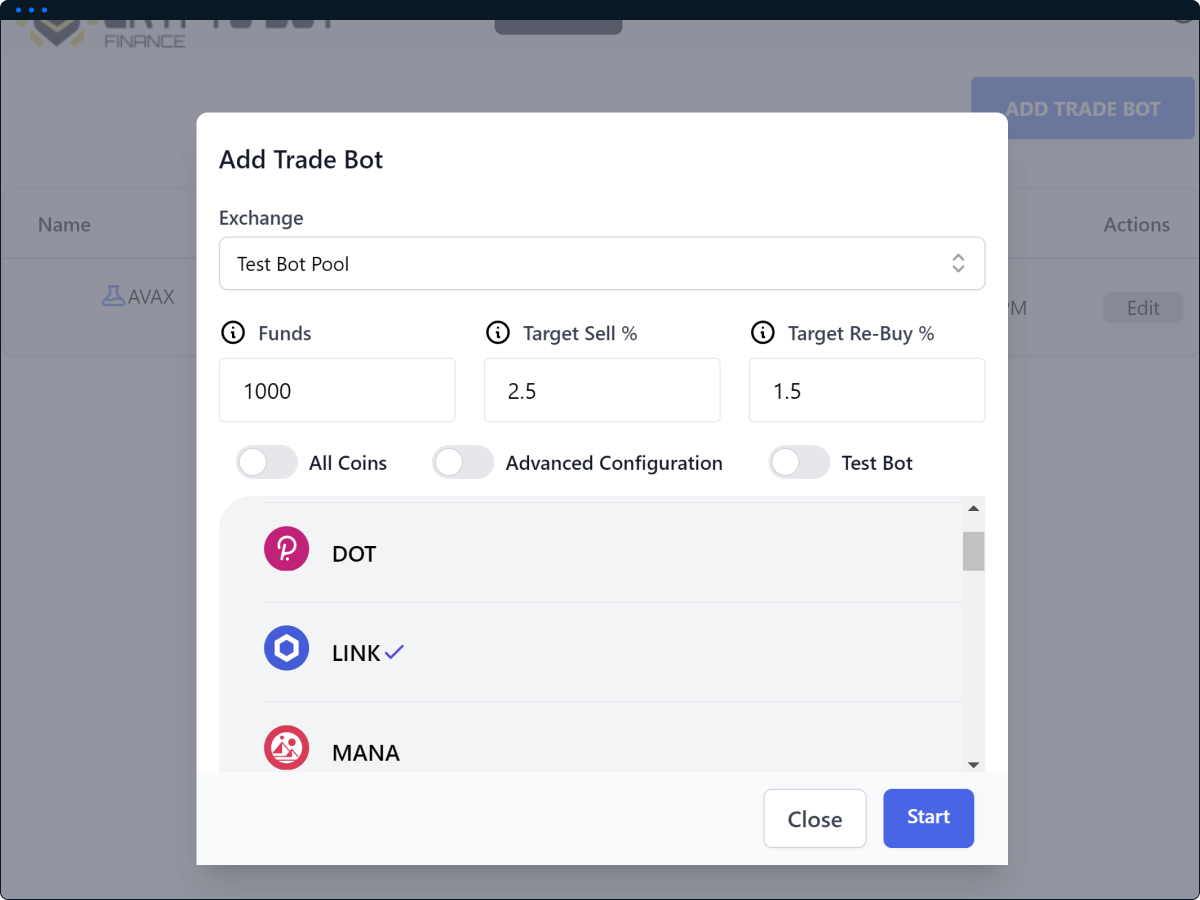 FINANCE
ADD TRADE BOT
Add Trade Bot
Exchange
Name
Actions
Test Bot Pool
AVAX
PM
Edit
Funds
Target Sell %
Target Re-Buy %
1000
2.5
1.5
All Coins
Advanced Configuration
Test Bot
DOT
LINK
MANA
Close
Start